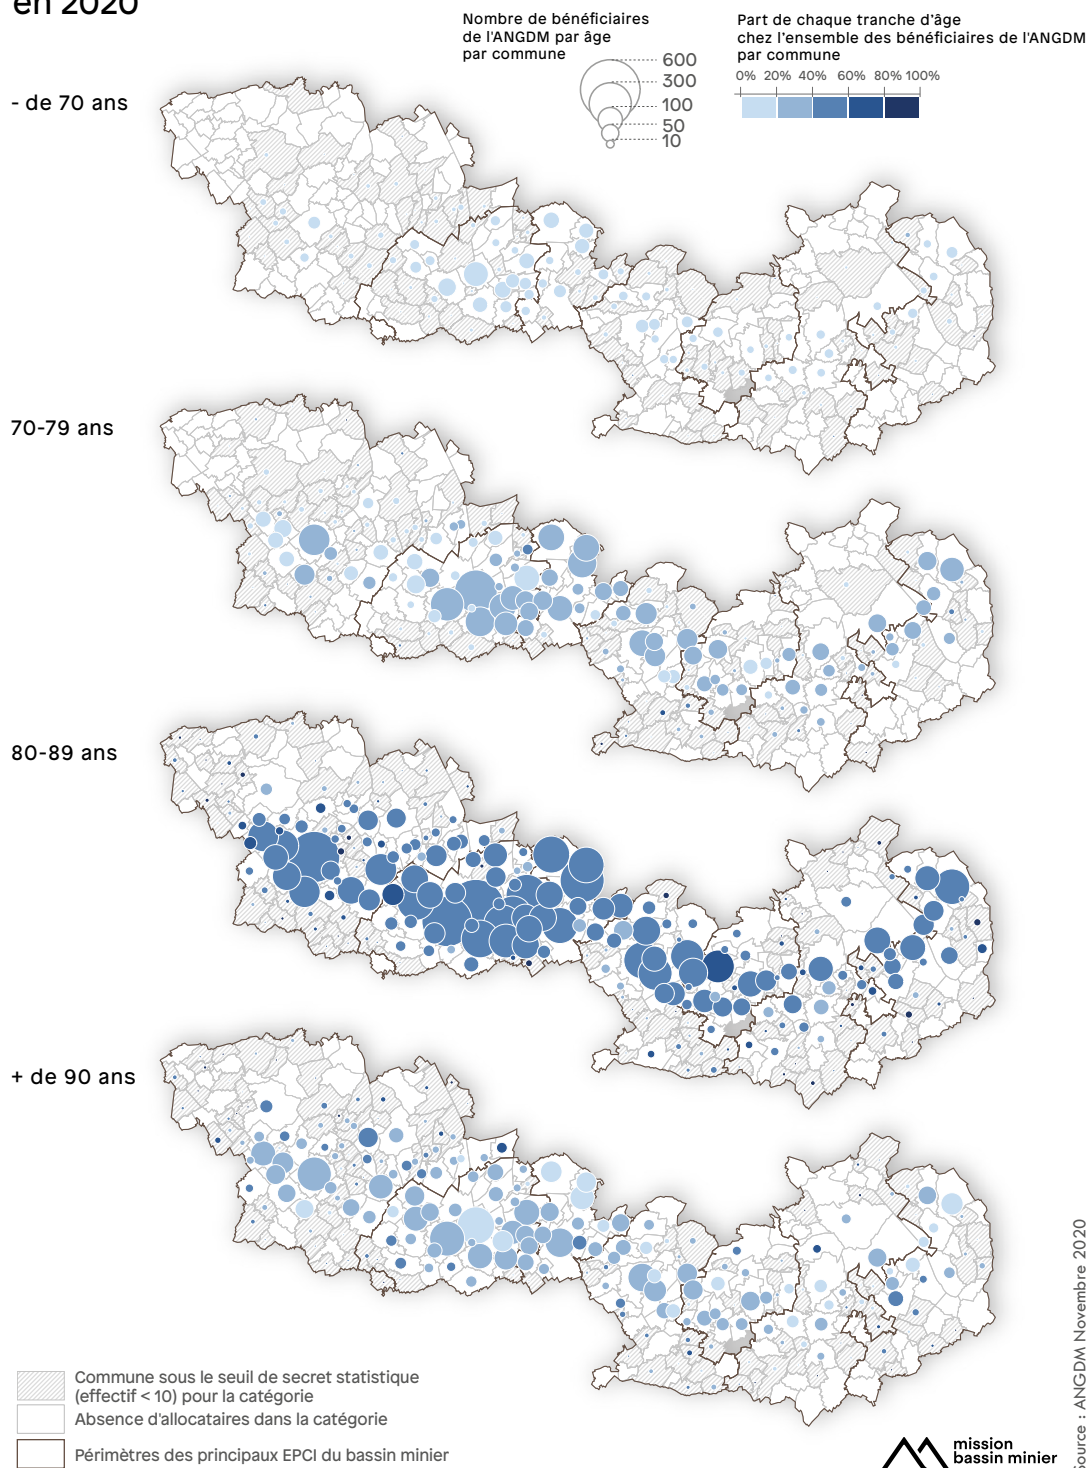 en 2020
Nombre de bénéficiaires
de l'ANGDM par âge
par commune
600
300
100
50
10
Part de chaque tranche d'âge
chez l'ensemble des bénéficiaires de l'ANGDM
par commune
0% 20% 40% 60% 80% 100%
- de 70 ans
70-79 ans
80-89 ans
+ de 90 ans
Commune sous le seuil de secret statistique
(effectif < 10) pour la catégorie
Absence d'allocataires dans la catégorie
Périmètres des principaux EPCI du bassin minier
mission
bassin minier
Source : ANGDM Novembre 2020